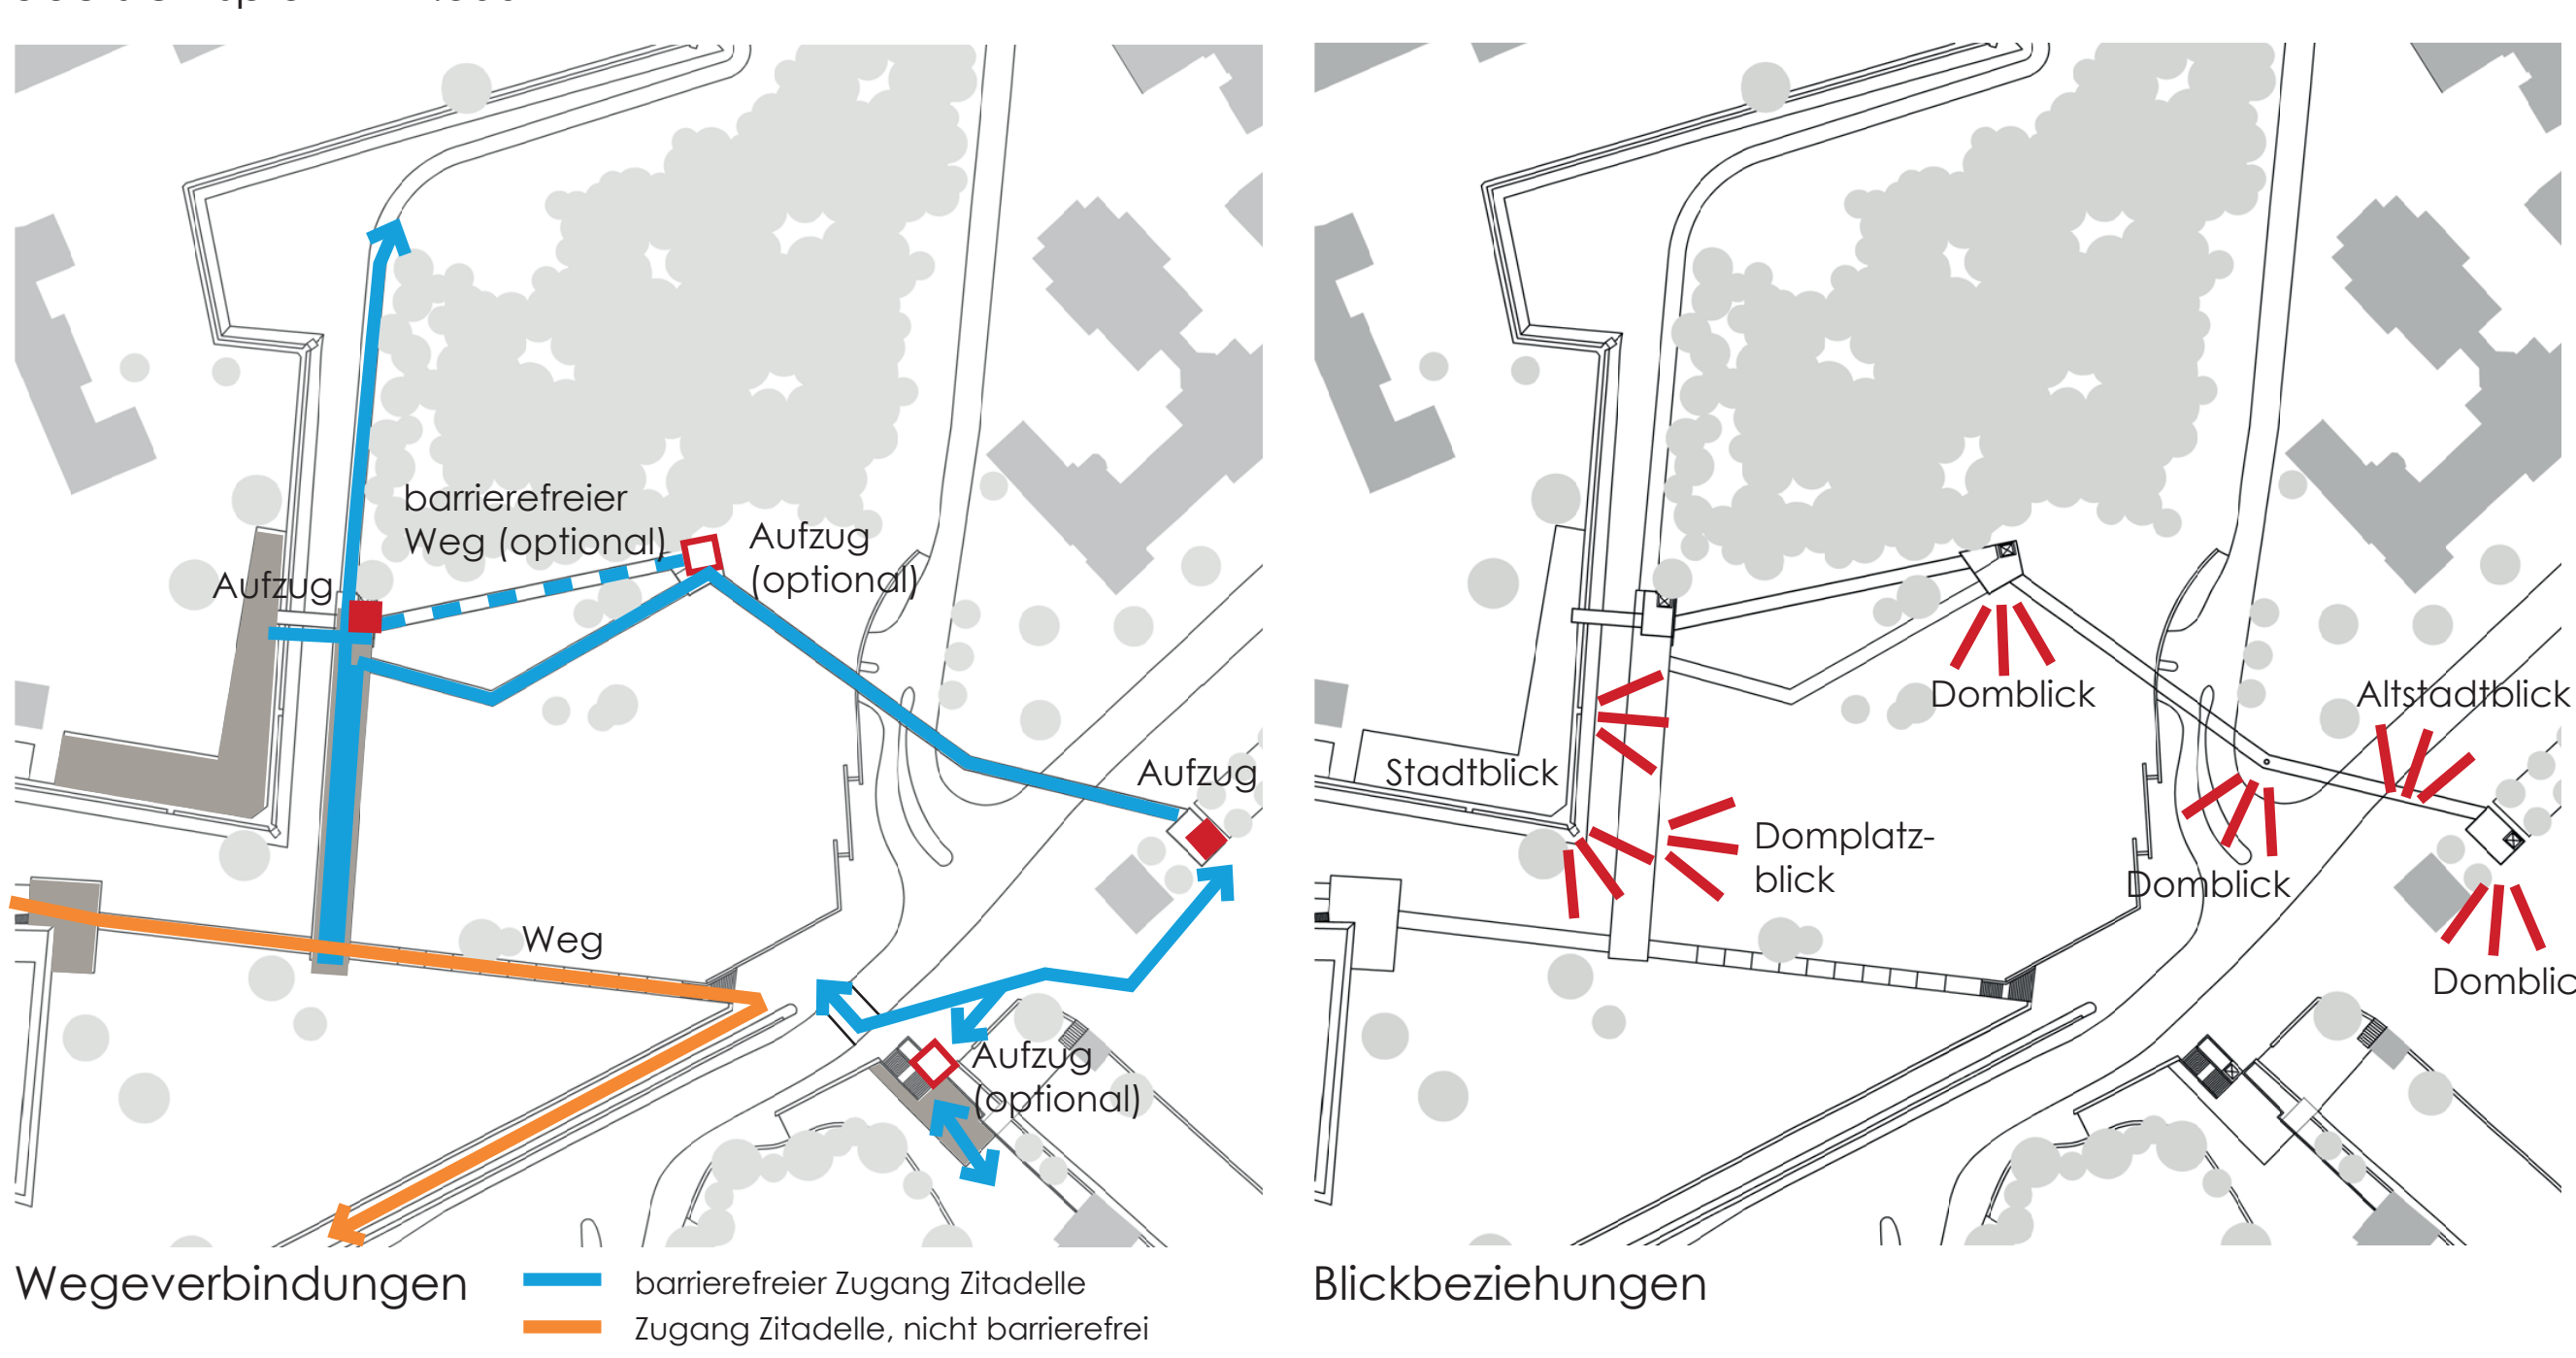 barrierefreier
Weg (optional)
Aufzug
(optional)
Aufzug
Aufzug
Weg
Aufzug
(optional)
Wegeverbindungen
barrierefreier Zugang Zitadelle
Zugang Zitadelle, nicht barrierefrei
Domblick
Altstadtblick
Stadtblick
Domplatz-
blick
Domblick
Domblic
Blickbeziehungen